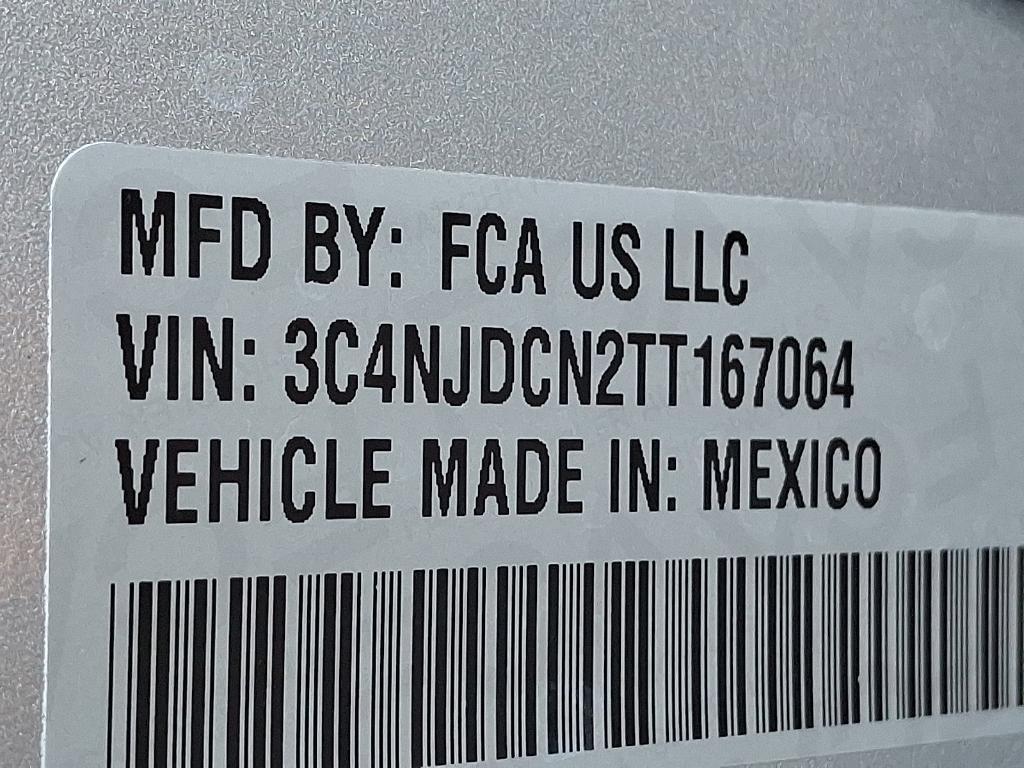 MFD BY: FCA US LLC
VIN: 3C4NJDCN2TT167064
VEHICLE MADE IN: MEXICO